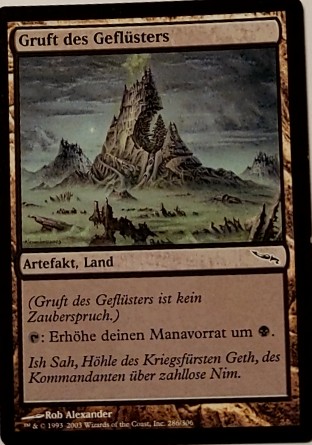 Gruft des Geflüsters
Artefakt, Land
(Gruft des Geflüsters ist kein
Zauberspruch.)
: Erhöhe deinen Manavorrat um .
Ish Sah, Höhle des Kriegsfürsten Geth, des
Kommandanten über zahllose Nim.
Rob Alexander
™ & © 1993-2003 Wizards of the Coast, Inc. 286/306